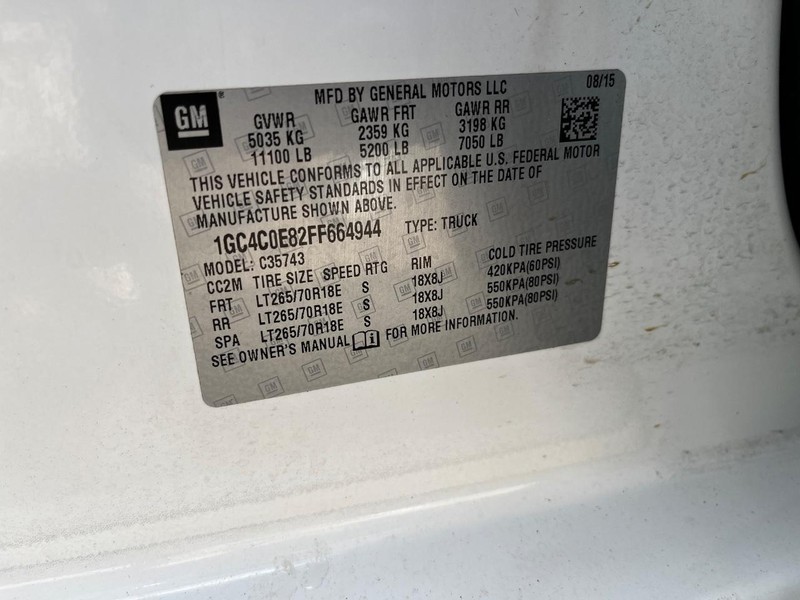 GM
MFD BY GENERAL MOTORS LLC 08/15
GVWR GAWR FRT GAWR RR
5035 KG 2359 KG 3198 KG
11100 LB 5200 LB 7050 LB
THIS VEHICLE CONFORMS TO ALL APPLICABLE U.S. FEDERAL MOTOR
VEHICLE SAFETY STANDARDS IN EFFECT ON THE DATE OF
MANUFACTURE SHOWN ABOVE.
1GC4C0E82FF664944 TYPE: TRUCK
MODEL: C35743
CC2M TIRE SIZE SPEED RTG RIM COLD TIRE PRESSURE
FRT LT265/70R18E S 18X8J 420KPA(60PSI)
RR LT265/70R18E S 18X8J 550KPA(80PSI)
SPA LT265/70R18E S 18X8J 550KPA(80PSI)
SEE OWNER'S MANUAL FOR MORE INFORMATION.